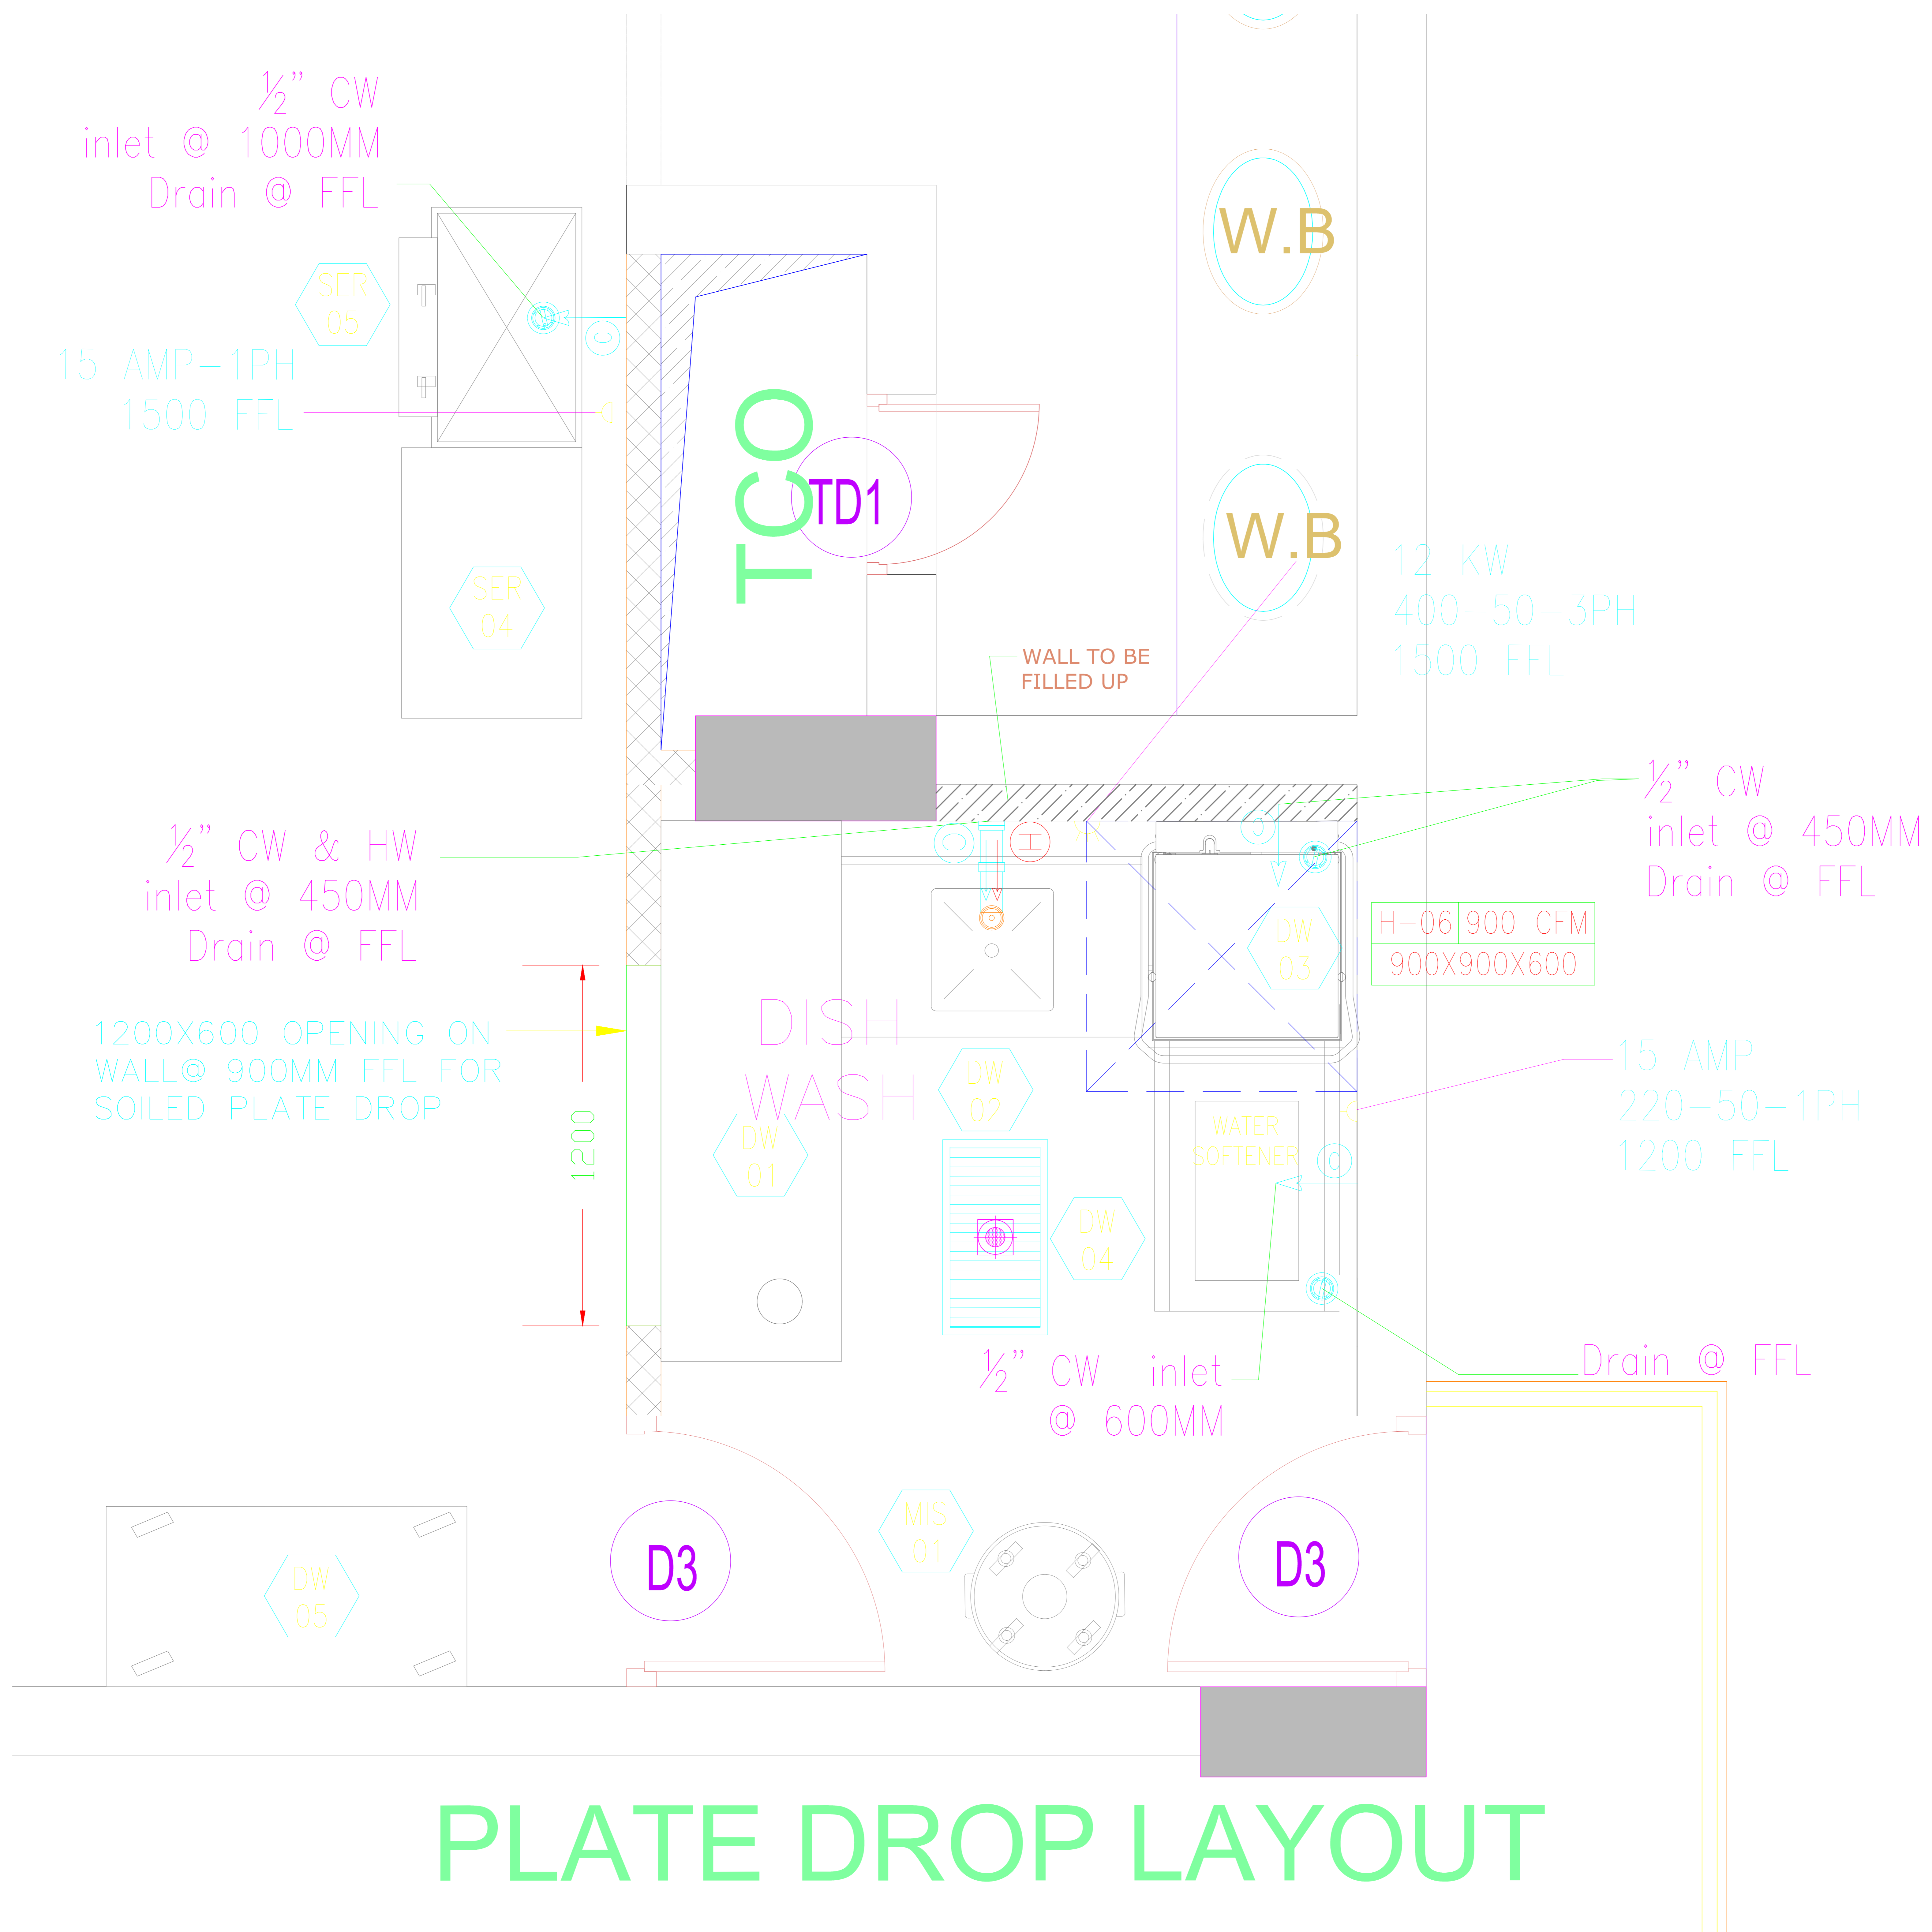 ½" CW
inlet @ 1000MM
Drain @ FFL
SER
05
15 AMP-1PH
1500 FFL
C
SER
04
TCO
TD1
W.B
W.B
12 KW
400-50-3PH
1500 FFL
WALL TO BE
FILLED UP
½" CW
inlet @ 450MM
Drain @ FFL
½" CW & HW
inlet @ 450MM
Drain @ FFL
C
H
C
DW
03
H-06 900 CFM
900X900X600
DISH
WASH
1200X600 OPENING ON
WALL@ 900MM FFL FOR
SOILED PLATE DROP
1200
DW
01
DW
02
WATER
SOFTENER
15 AMP
220-50-1PH
1200 FFL
DW
04
½" CW inlet
@ 600MM
Drain @ FFL
D3
MIS
01
D3
DW
05
PLATE DROP LAYOUT